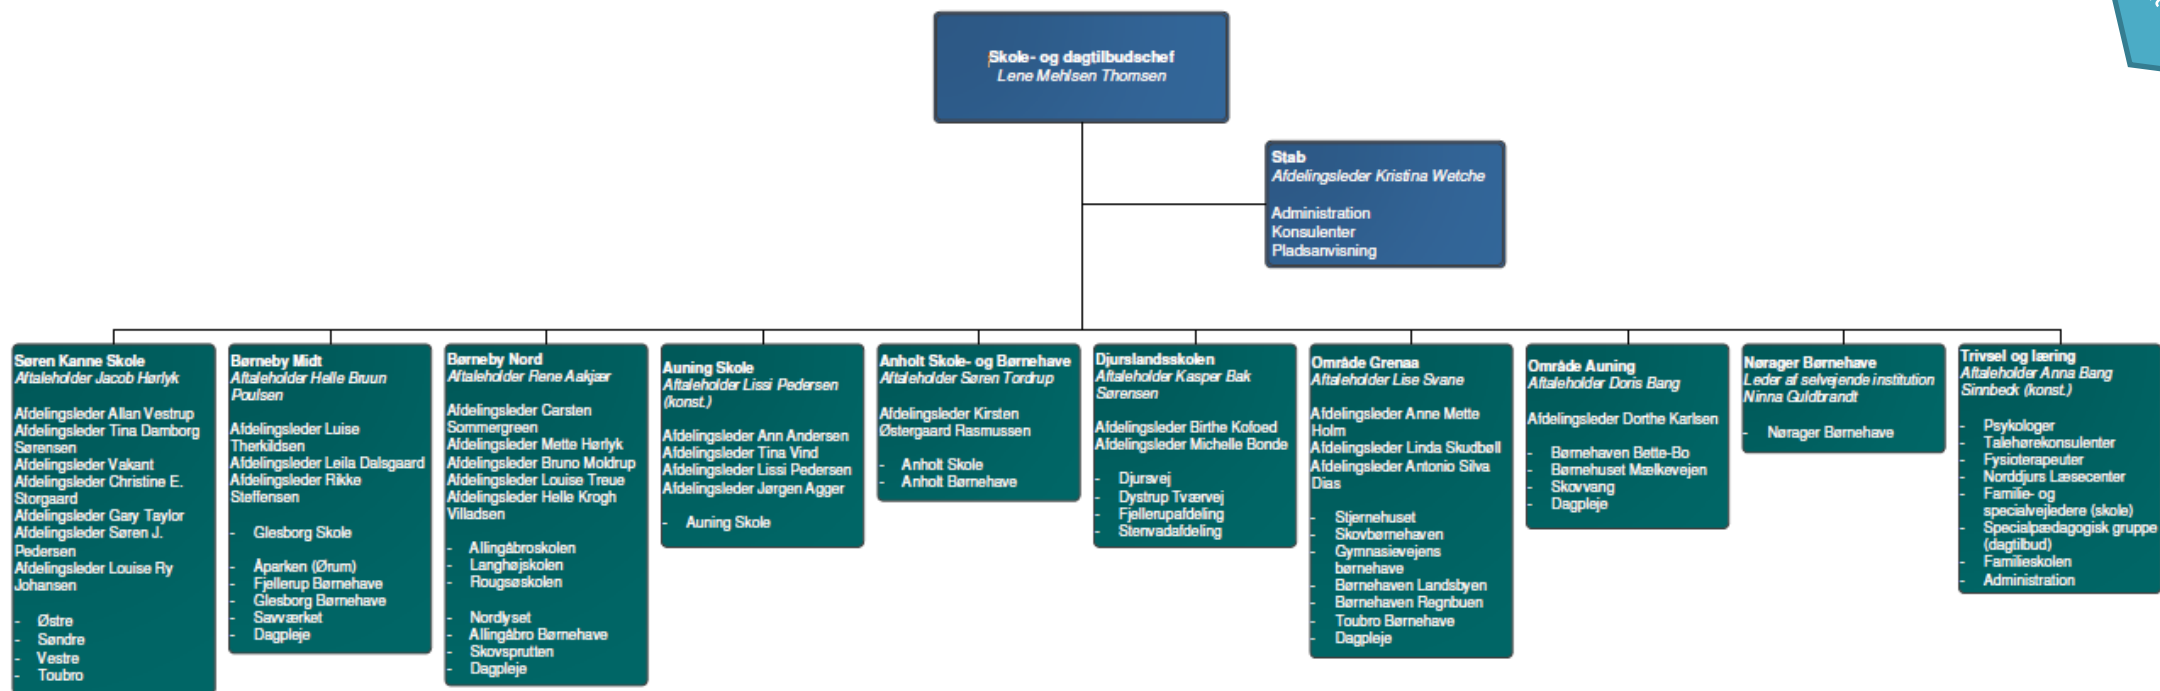 Skole- og dagtilbudschef
Lene Mehlsen Thomsen
Stab
Afdelingsleder Kristina Wetche
Administration
Konsulenter
Pladsanvisning
Søren Kanne Skole
Aftaleholder Jacob Hørlyk
Afdelingsleder Allan Vestrup
Afdelingsleder Tina Damborg
Sørensen
Afdelingsleder Vakant
Afdelingsleder Christine E.
Storgaard
Afdelingsleder Gary Taylor
Afdelingsleder Søren J.
Pedersen
Afdelingsleder Louise Ry
Johansen
- Østre
- Søndre
- Vestre
- Toubro
Børneby Midt
Aftaleholder Helle Bruun
Poulsen
Afdelingsleder Luise
Therkildsen
Afdelingsleder Leila Dalsgaard
Afdelingsleder Rikke
Steffensen
- Glesborg Skole
- Åparken (Ørum)
- Fjellerup Børnehave
- Glesborg Børnehave
- Savværket
- Dagpleje
Børneby Nord
Aftaleholder Rene Aakjær
Afdelingsleder Carsten
Sommergreen
Afdelingsleder Mette Hørlyk
Afdelingsleder Bruno Moldrup
Afdelingsleder Louise Treue
Afdelingsleder Helle Krogh
Villadsen
- Allingåbroskolen
- Langhøjskolen
- Rougsøskolen
- Nordlyset
- Allingåbro Børnehave
- Skovsprutten
- Dagpleje
Auning Skole
Aftaleholder Lissi Pedersen
(konst.)
Afdelingsleder Ann Andersen
Afdelingsleder Tina Vind
Afdelingsleder Lissi Pedersen
Afdelingsleder Jørgen Agger
- Auning Skole
Anholt Skole- og Børnehave
Aftaleholder Søren Tordrup
Afdelingsleder Kirsten
Østergaard Rasmussen
- Anholt Skole
- Anholt Børnehave
Djurslandsskolen
Aftaleholder Kasper Bak
Sørensen
Afdelingsleder Birthe Kofoed
Afdelingsleder Michelle Bonde
- Djursvej
- Dystrup Tværvej
- Fjellerupafdeling
- Stenvadafdeling
Område Grenaa
Aftaleholder Lise Svane
Afdelingsleder Anne Mette
Holm
Afdelingsleder Linda Skudbøll
Afdelingsleder Antonio Silva
Dias
- Stjernehuset
- Skovbørnehaven
- Gymnasievejens
børnehave
- Børnehaven Landsbyen
- Børnehaven Regnbuen
- Toubro Børnehave
- Dagpleje
Område Auning
Aftaleholder Doris Bang
Afdelingsleder Dorthe Karlsen
- Børnehaven Bette-Bo
- Børnehuset Mælkevejen
- Skovvang
- Dagpleje
Nørager Børnehave
Leder af selvejende institution
Ninna Guldbrandt
- Nørager Børnehave
Trivsel og læring
Aftaleholder Anna Bang
Sinnbeck (konst.)
- Psykologer
- Talehørekonsulenter
- Fysioterapeuter
- Norddjurs Læsecenter
- Familie- og
specialvejledere (skole)
- Specialpædagogisk gruppe
(dagtilbud)
- Familieskolen
- Administration